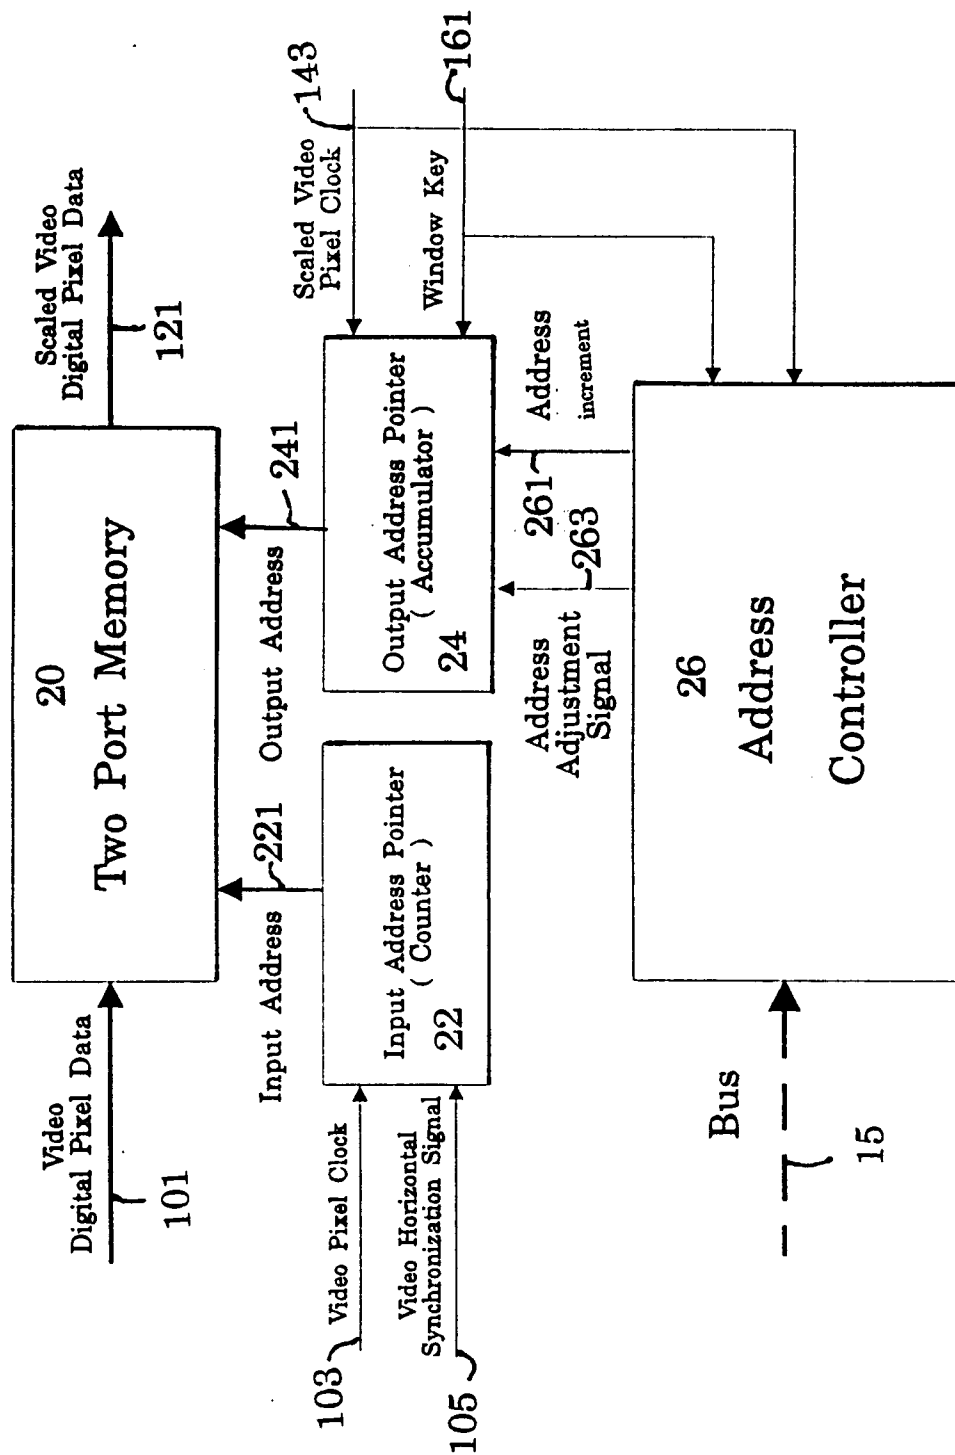 Video
Digital Pixel Data
101
20
Two Port Memory
Scaled Video
Digital Pixel Data
121
Input Address
221
Output Address
241
103
Video Pixel Clock
Video Horizontal
Synchronization Signal
105
Input Address Pointer
( Counter )
22
Output Address Pointer
( Accumulator )
24
Scaled Video
Pixel Clock
143
Window Key
161
Address
Adjustment
Signal
263
261
Address
increment
Bus
15
26
Address
Controller